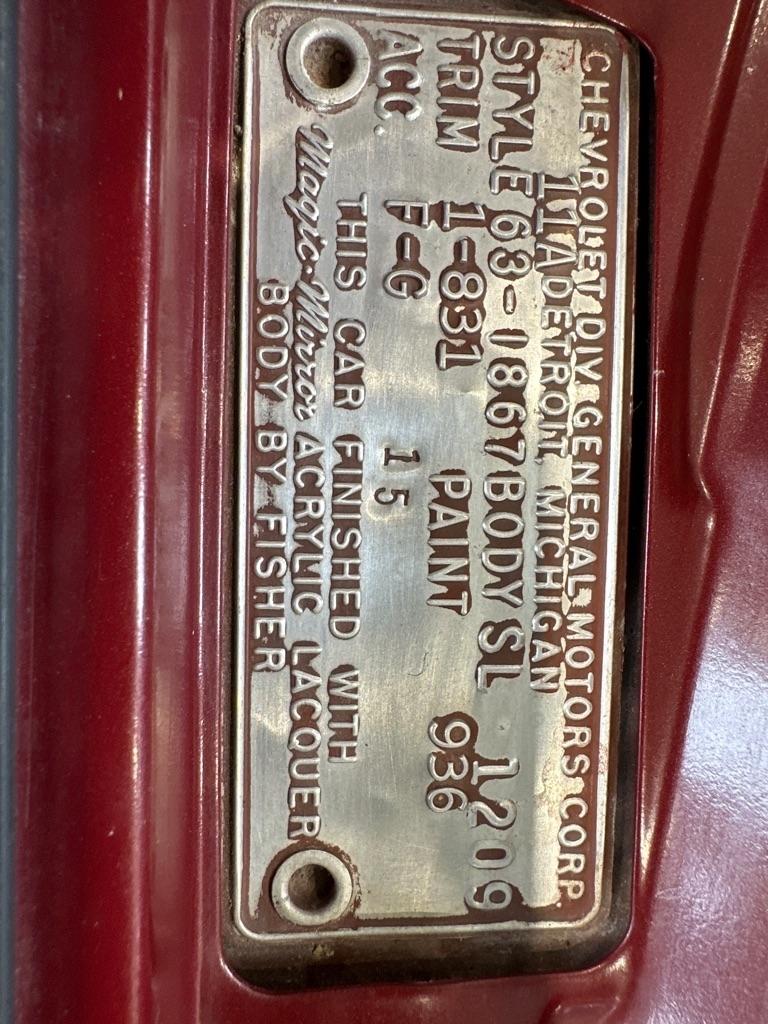 CHEVROLET DIV. GENERAL MOTORS CORP.
11A DETROIT, MICHIGAN
STYLE 63-1867 BODY SL 1209
TRIM 1-831 PAINT 936
ACC. F-G 15
THIS CAR FINISHED WITH
Magic-Mirror ACRYLIC LACQUER
BODY BY FISHER